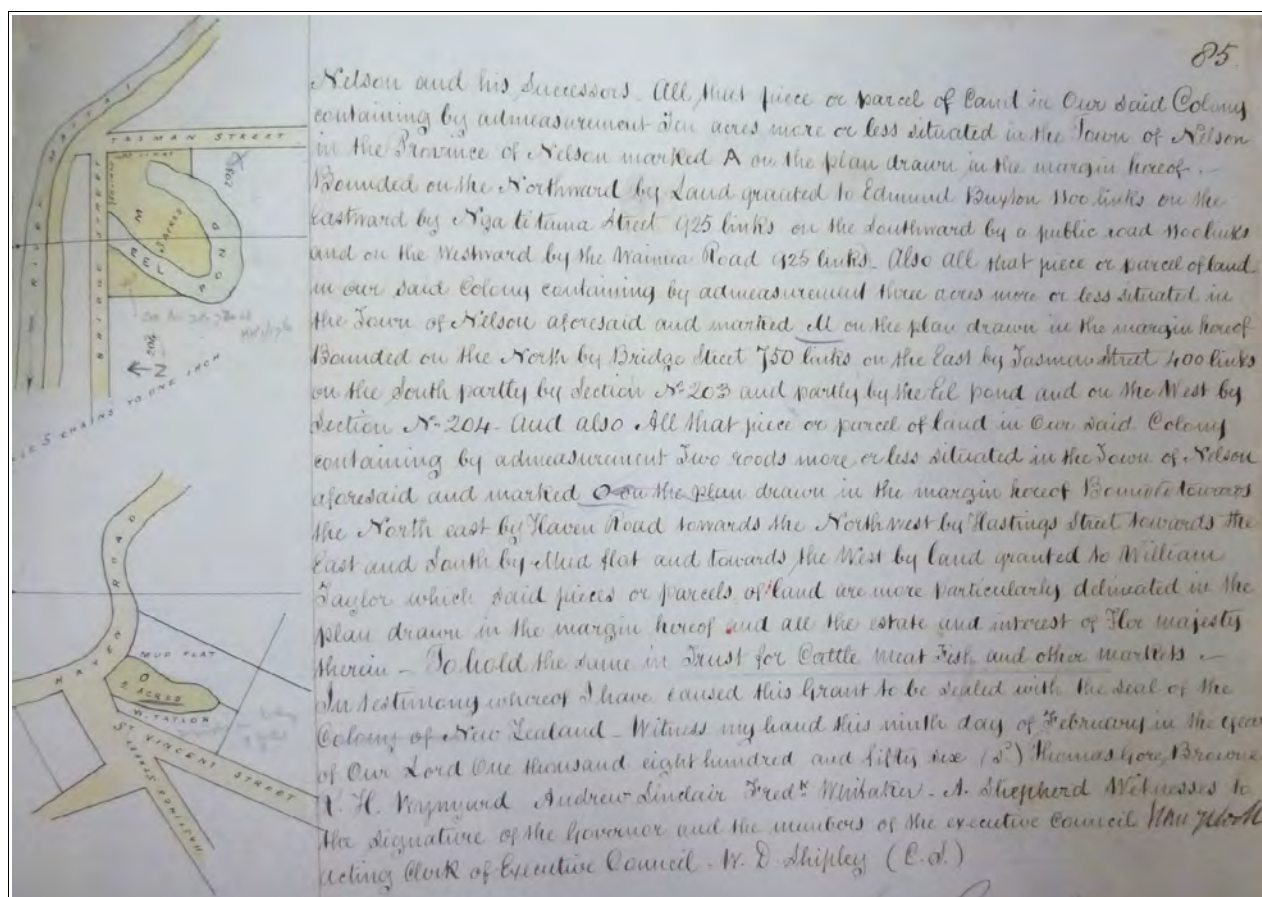 85.
Nelson and his Successors. All that piece or parcel of Land in Our said Colony
containing by admeasurement Ten acres more or less situated in the Town of Nelson
in the Province of Nelson marked A on the plan drawn in the margin hereof. —
Bounded on the Northward by Land granted to Edmund Buxton 1100 links on the
Eastward by Nga ti tuma Street 925 links on the Southward by a public road 1100 links
and on the Westward by the Waimea Road 925 links. Also all that piece or parcel of land
in our said Colony containing by admeasurement three acres more or less situated in
the Town of Nelson aforesaid and marked M on the plan drawn in the margin hereof
Bounded on the North by Bridge Street 750 links on the East by Tasman Street 400 links
on the South partly by Section No 203 and partly by the Eel pond and on the West by
Section No 204. And also All that piece or parcel of land in Our said Colony
containing by admeasurement Two roods more or less situated in the Town of Nelson
aforesaid and marked O on the plan drawn in the margin hereof Bounded towards
the North east by Haven Road towards the North west by Hastings Street towards the
East and South by Mud flat and towards the West by land granted to William
Taylor which said pieces or parcels of land are more particularly delineated in the
plan drawn in the margin hereof and all the estate and interest of Her majesty
therein — To hold the same in Trust for Cattle meat Fish and other markets. —
In testimony whereof I have caused this Grant to be sealed with the seal of the
Colony of New Zealand — Witness my hand this ninth day of February in the year
of Our Lord One thousand eight hundred and fifty six (s) Thomas Gore Browne
R. H. Wynyard Andrew Sinclair Fredk Whitaker — A. Shepherd Witnesses to
the signature of the Governor and the members of the executive Council
acting Clerk of Executive Council — W. D. Shipley (C. S.)
RIVER MAITAI
TASMAN STREET
BRIDGE STREET
M
EEL POND
203
204
N
5 CHAINS TO ONE INCH
HAVEN ROAD
MUD FLAT
O
2 ACRES
W. TAYLOR
ST VINCENT STREET
HASTINGS STREET